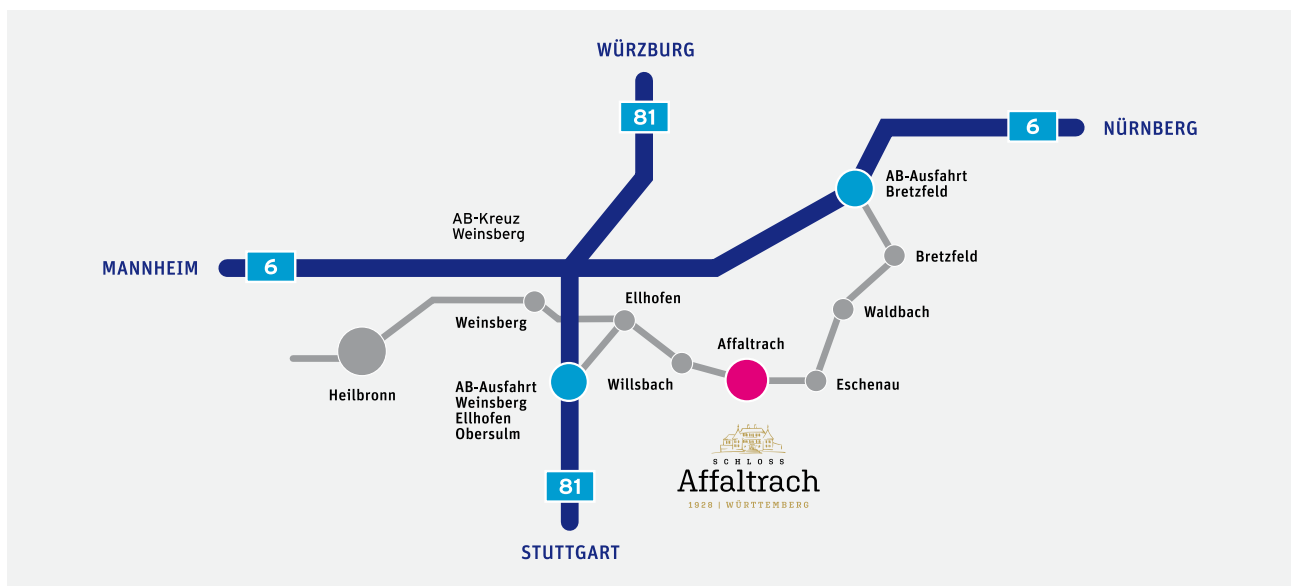 WÜRZBURG
81
6
NÜRNBERG
AB-Ausfahrt
Bretzfeld
AB-Kreuz
Weinsberg
MANNHEIM
6
Bretzfeld
Ellhofen
Weinsberg
Waldbach
Affaltrach
Heilbronn
AB-Ausfahrt
Weinsberg
Ellhofen
Obersulm
Willsbach
Eschenau
SCHLOSS
Affaltrach
1928 | WÜRTTEMBERG
81
STUTTGART